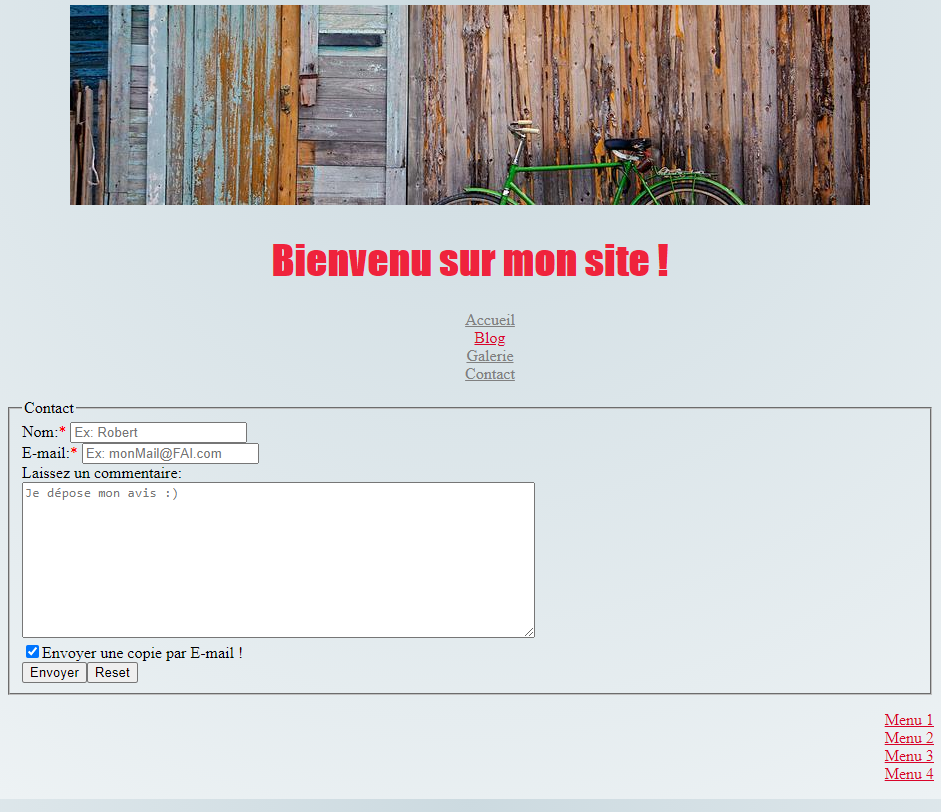 Bienvenu sur mon site !
Accueil
Blog
Galerie
Contact
Contact
Nom:* Ex: Robert
E-mail:* Ex: monMail@FAI.com
Laissez un commentaire:
Je dépose mon avis :)
Envoyer une copie par E-mail !
Envoyer Reset
Menu 1
Menu 2
Menu 3
Menu 4